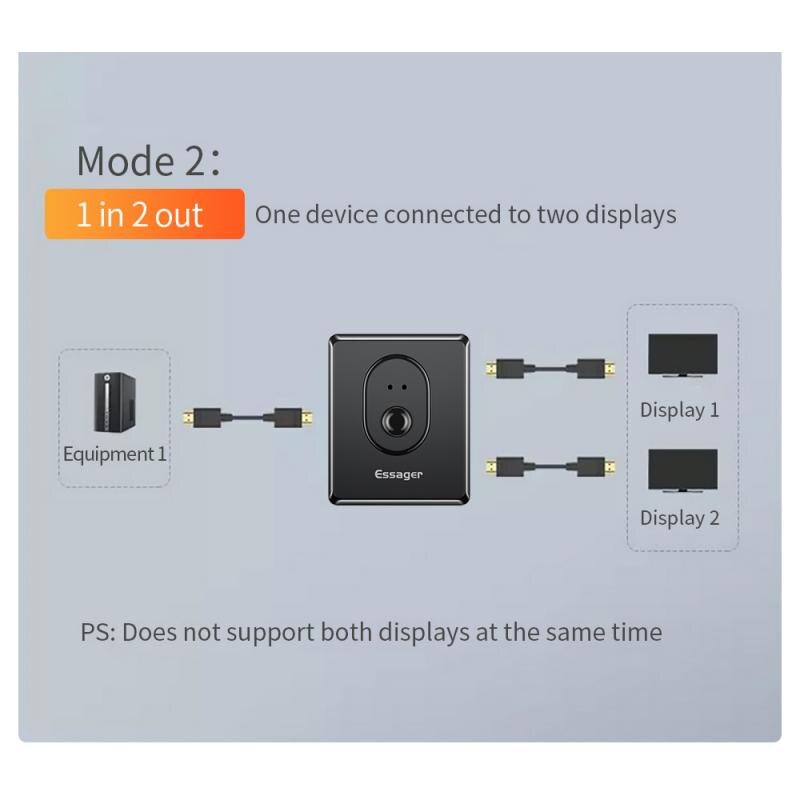 Mode 2:
1 in 2 out
One device connected to two displays
Equipment 1
Essager
Display 1
Display 2
PS: Does not support both displays at the same time